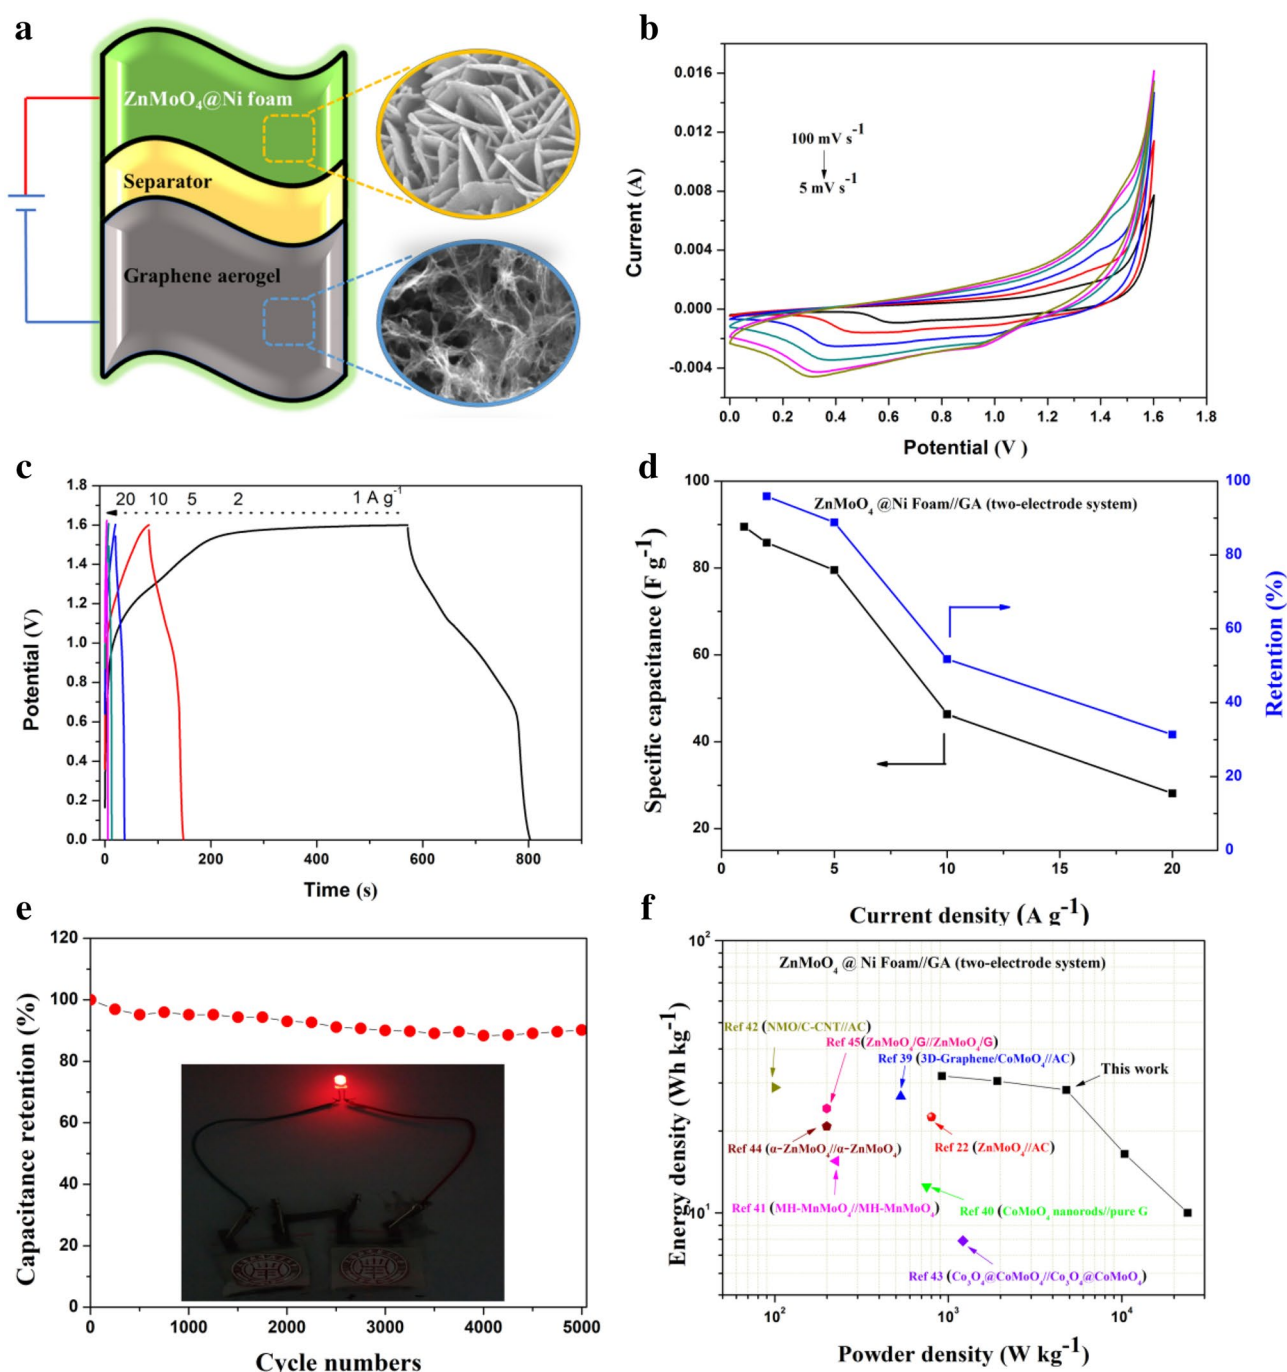 a
ZnMoO₄@Ni foam
Separator
Graphene aerogel
b
0.016
0.012
0.008
0.004
0.000
-0.004
Current (A)
100 mV s⁻¹
5 mV s⁻¹
0.0 0.2 0.4 0.6 0.8 1.0 1.2 1.4 1.6 1.8
Potential (V )
c
1.8
1.6
1.4
1.2
1.0
0.8
0.6
0.4
0.2
0.0
Potential (V)
20 10 5 2 1 A g⁻¹
0 200 400 600 800
Time (s)
d
100
80
60
40
20
Specific capacitance (F g⁻¹)
ZnMoO₄ @Ni Foam//GA (two-electrode system)
100
80
60
40
20
0
Retention (%)
0 5 10 15 20
Current density (A g⁻¹)
e
120
100
80
60
40
20
0
Capacitance retention (%)
0 1000 2000 3000 4000 5000
Cycle numbers
f
10²
10¹
Energy density (Wh kg⁻¹)
ZnMoO₄ @ Ni Foam//GA (two-electrode system)
Ref 42 (NMO/C-CNT//AC)
Ref 45(ZnMoO₄/G//ZnMoO₄/G)
Ref 39 (3D-Graphene/CoMoO₄//AC)
This work
Ref 44 (α-ZnMoO₄//α-ZnMoO₄)
Ref 22 (ZnMoO₄//AC)
Ref 41 (MH-MnMoO₄//MH-MnMoO₄)
Ref 40 (CoMoO₄ nanorods//pure G
Ref 43 (Co₃O₄@CoMoO₄//Co₃O₄@CoMoO₄)
10² 10³ 10⁴
Powder density (W kg⁻¹)